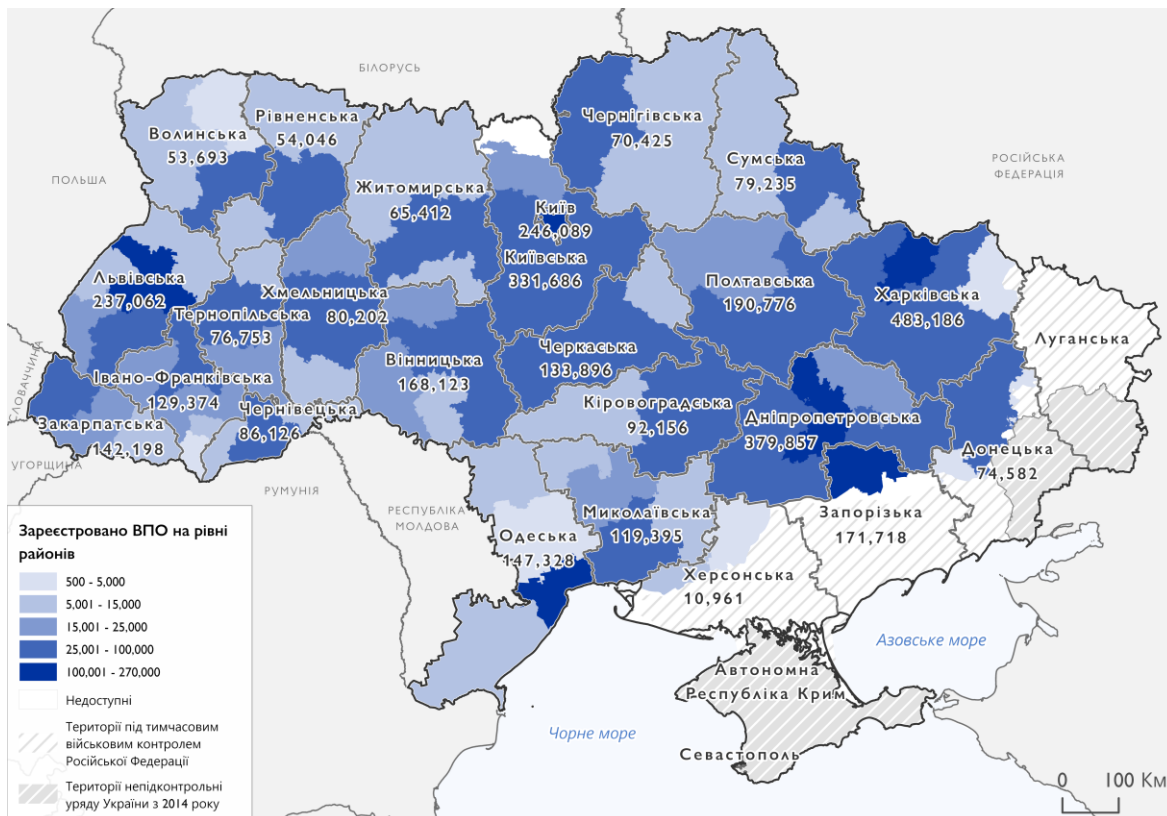 БІЛОРУСЬ
Рівненська
54,046
Волинська
53,693
Чернігівська
70,425
Сумська
79,235
РОСІЙСЬКА
ФЕДЕРАЦІЯ
ПОЛЬША
Житомирська
65,412
Київ
246,089
Київська
331,686
Львівська
237,062
Хмельницька
80,202
Тернопільська
76,753
Полтавська
190,776
Харківська
483,186
Луганська
СЛОВАЧЧИНА
Вінницька
168,123
Черкаська
133,896
Івано-Франківська
129,374
Чернівецька
86,126
Закарпатська
142,198
Кіровоградська
92,156
Дніпропетровська
379,857
Донецька
74,582
УГОРЩИНА
РУМУНІЯ
РЕСПУБЛІКА
МОЛДОВА
Миколаївська
119,395
Запорізька
171,718
Одеська
147,328
Херсонська
10,961
Азовське море
Автономна
Республіка Крим
Чорне море
Севастополь
Зареєстровано ВПО на рівні
районів
500 - 5,000
5,001 - 15,000
15,001 - 25,000
25,001 - 100,000
100,001 - 270,000
Недоступні
Території під тимчасовим
військовим контролем
Російської Федерації
Території непідконтрольні
уряду України з 2014 року
0 100 Км